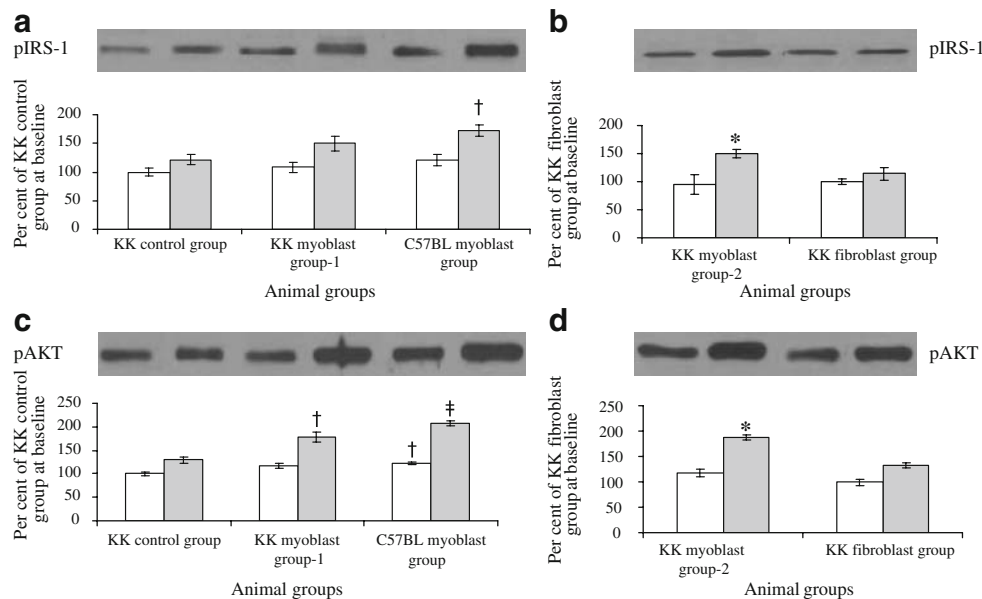 a
pIRS-1
Per cent of KK control
group at baseline
200
150
100
50
0
KK control group
KK myoblast
group-1
C57BL myoblast
group
†
Animal groups
b
pIRS-1
Per cent of KK fibroblast
group at baseline
200
150
100
50
0
*
KK myoblast
group-2
KK fibroblast group
Animal groups
c
pAKT
Per cent of KK control
group at baseline
250
200
150
100
50
0
†
†
‡
KK control group
KK myoblast
group-1
C57BL myoblast
group
Animal groups
d
pAKT
Per cent of KK fibroblast
group at baseline
250
200
150
100
50
0
*
KK myoblast
group-2
KK fibroblast group
Animal groups